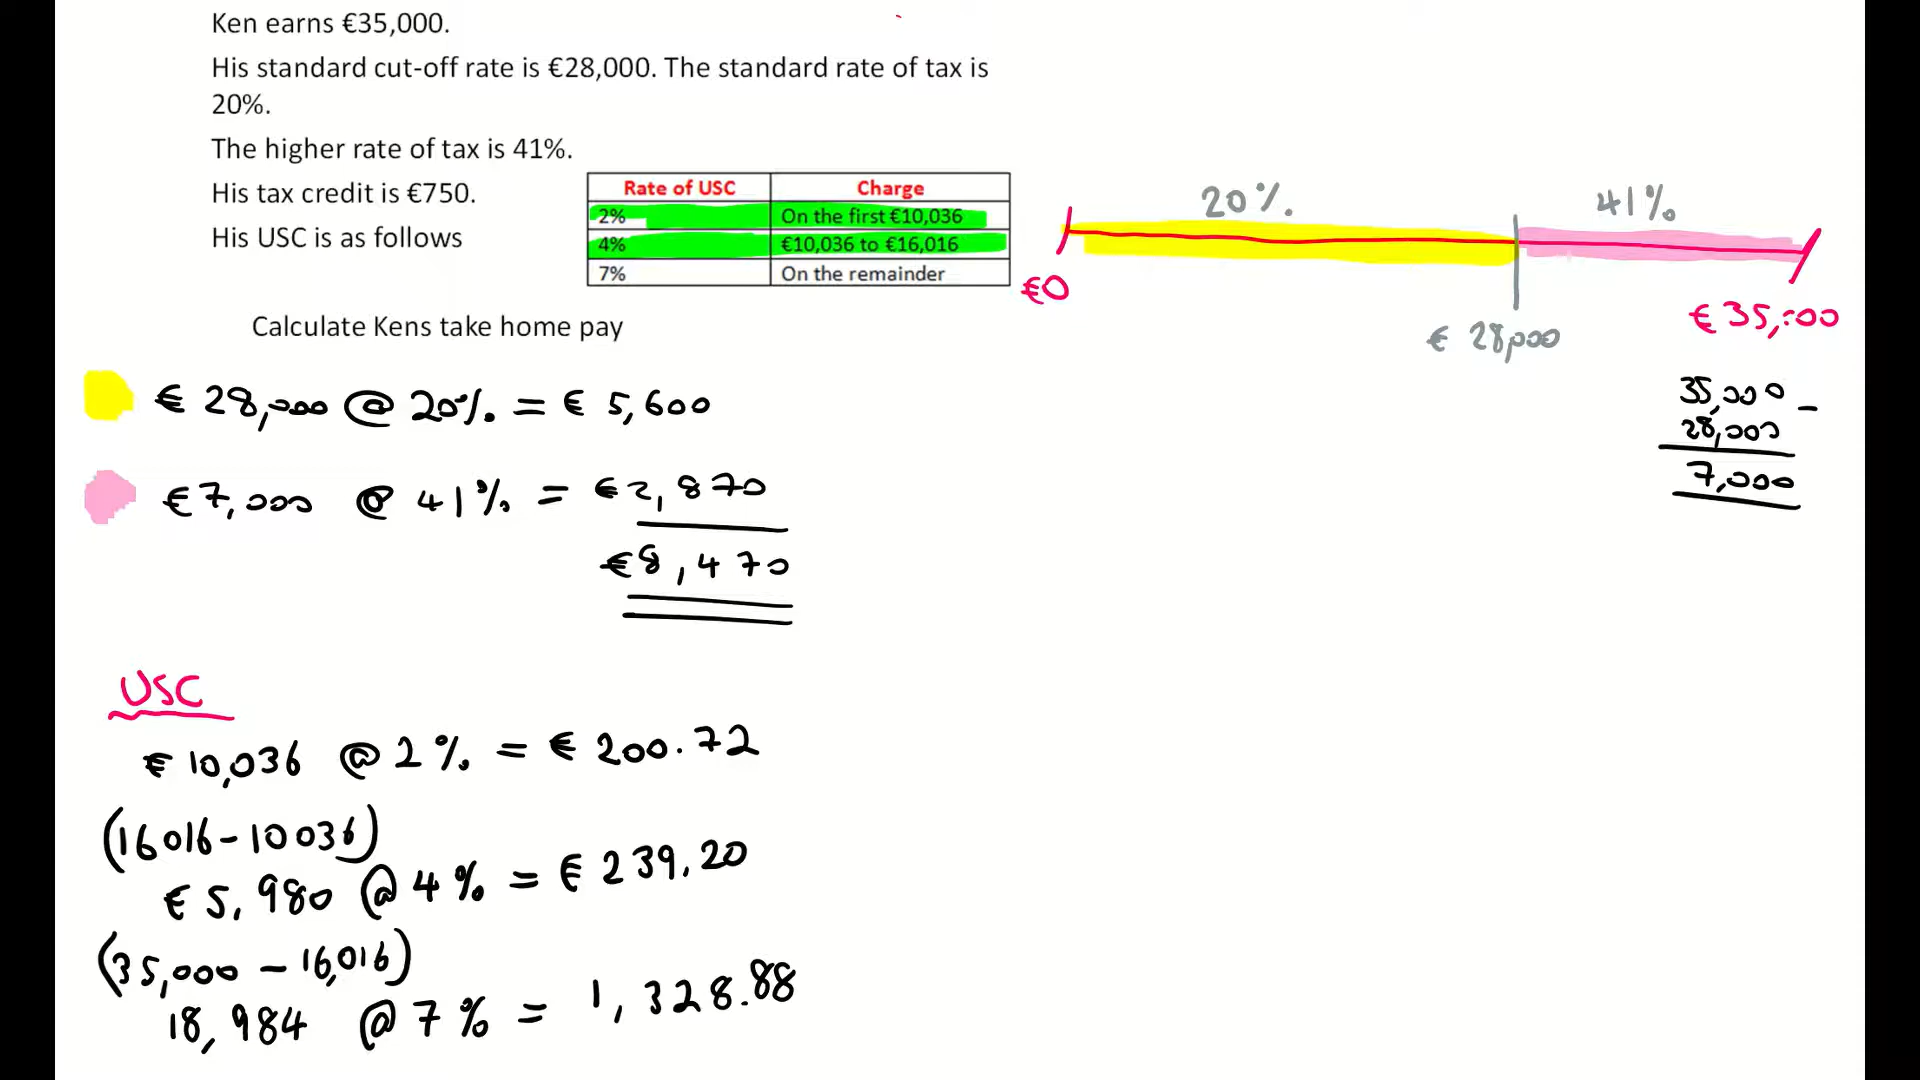 Ken earns €35,000.
His standard cut-off rate is €28,000. The standard rate of tax is
20%.
The higher rate of tax is 41%.
His tax credit is €750.
His USC is as follows
Rate of USC Charge
2% On the first €10,036
4% €10,036 to €16,016
7% On the remainder
Calculate Kens take home pay
20% 41%
€0 €28,000 €35,000
€28,000 @ 20% = €5,600
€7,000 @ 41% = €2,870
€8,470
35,000 -
28,000
7,000
USC
€10,036 @ 2% = €200.72
(16016-10036)
€5,980 @ 4% = €239.20
(35,000 - 16,016)
18,984 @ 7% = 1,328.88